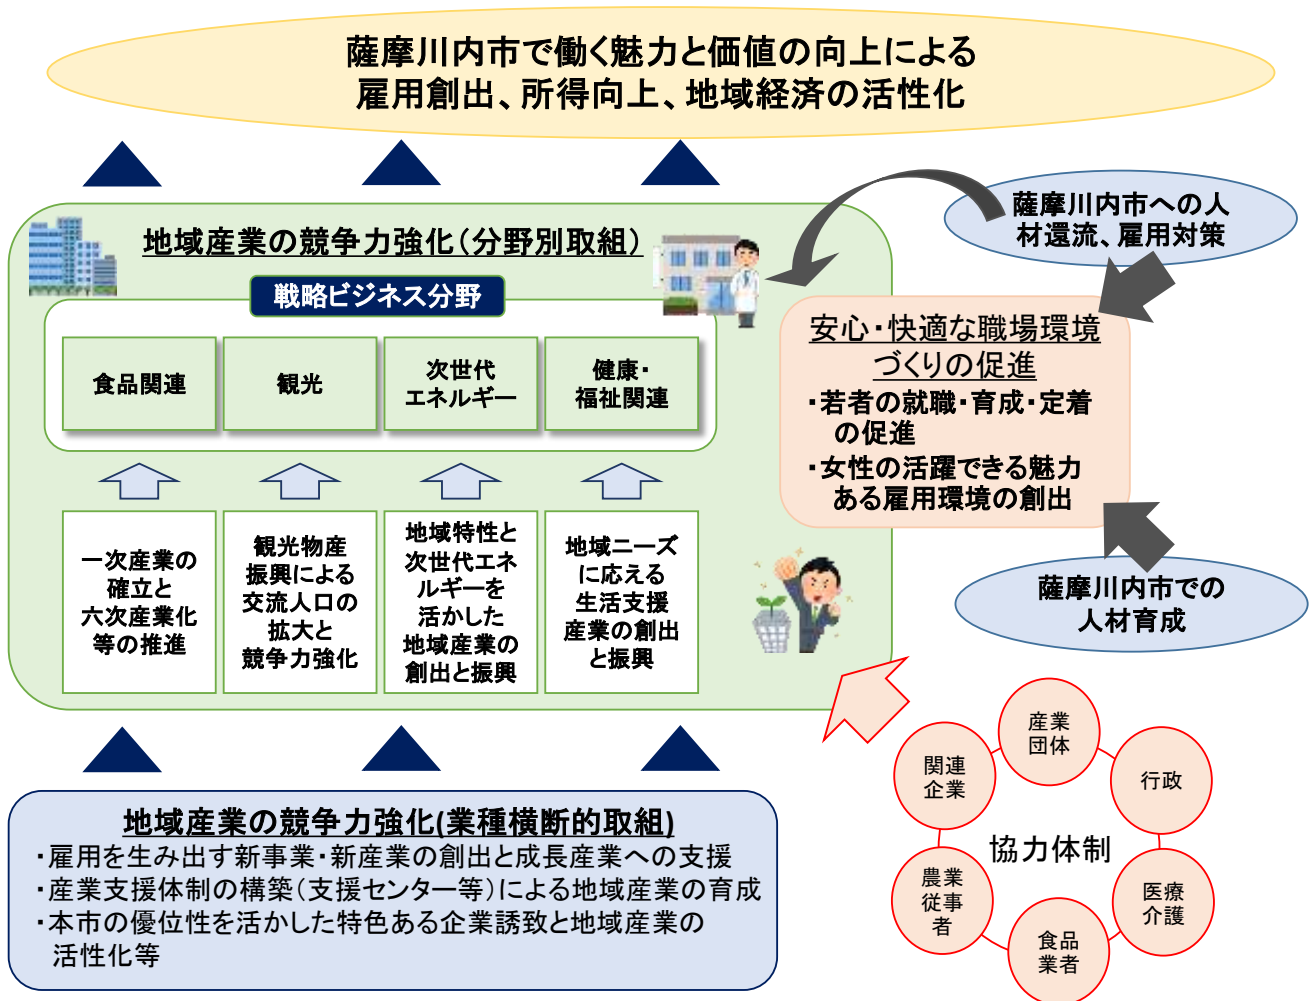 薩摩川内市で働く魅力と価値の向上による
雇用創出、所得向上、地域経済の活性化
地域産業の競争力強化（分野別取組）
戦略ビジネス分野
食品関連
観光
次世代
エネルギー
健康・
福祉関連
一次産業の
確立と
六次産業化
等の推進
観光物産
振興による
交流人口の
拡大と
競争力強化
地域特性と
次世代エネ
ルギーを
活かした
地域産業の
創出と振興
地域ニーズ
に応える
生活支援
産業の創出
と振興
薩摩川内市への人
材還流、雇用対策
安心・快適な職場環境
づくりの促進
・若者の就職・育成・定着
の促進
・女性の活躍できる魅力
ある雇用環境の創出
薩摩川内市での
人材育成
地域産業の競争力強化(業種横断的取組)
・雇用を生み出す新事業・新産業の創出と成長産業への支援
・産業支援体制の構築（支援センター等）による地域産業の育成
・本市の優位性を活かした特色ある企業誘致と地域産業の
活性化等
産業
団体
関連
企業
行政
協力体制
農業
従事
者
医療
介護
食品
業者